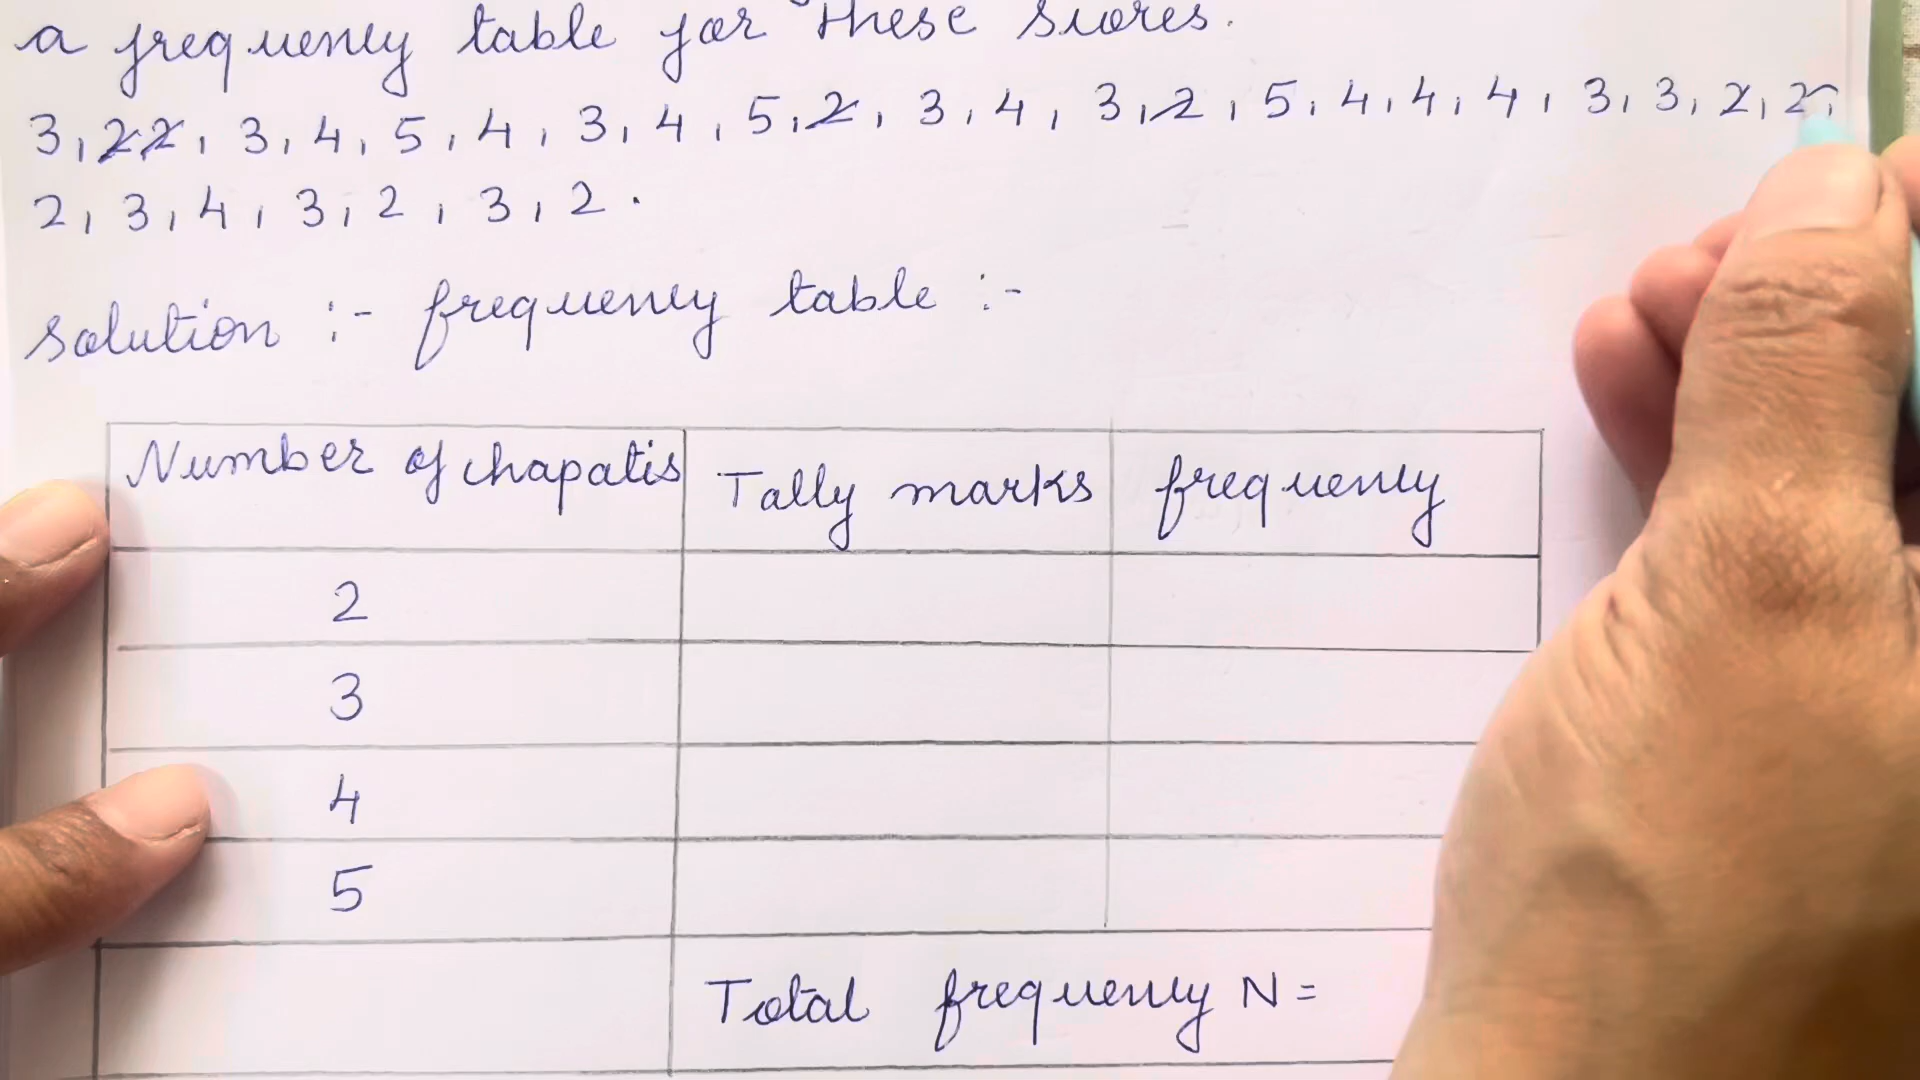 a frequency table for these scores.
3, 2 2, 3, 4, 5, 4, 3, 4, 5, 2, 3, 4, 3, 2, 5, 4, 4, 4, 3, 3, 2, 2,
2, 3, 4, 3, 2, 3, 2.
Solution :- frequency table :-
Number of chapatis Tally marks frequency
2
3
4
5
Total frequency N =